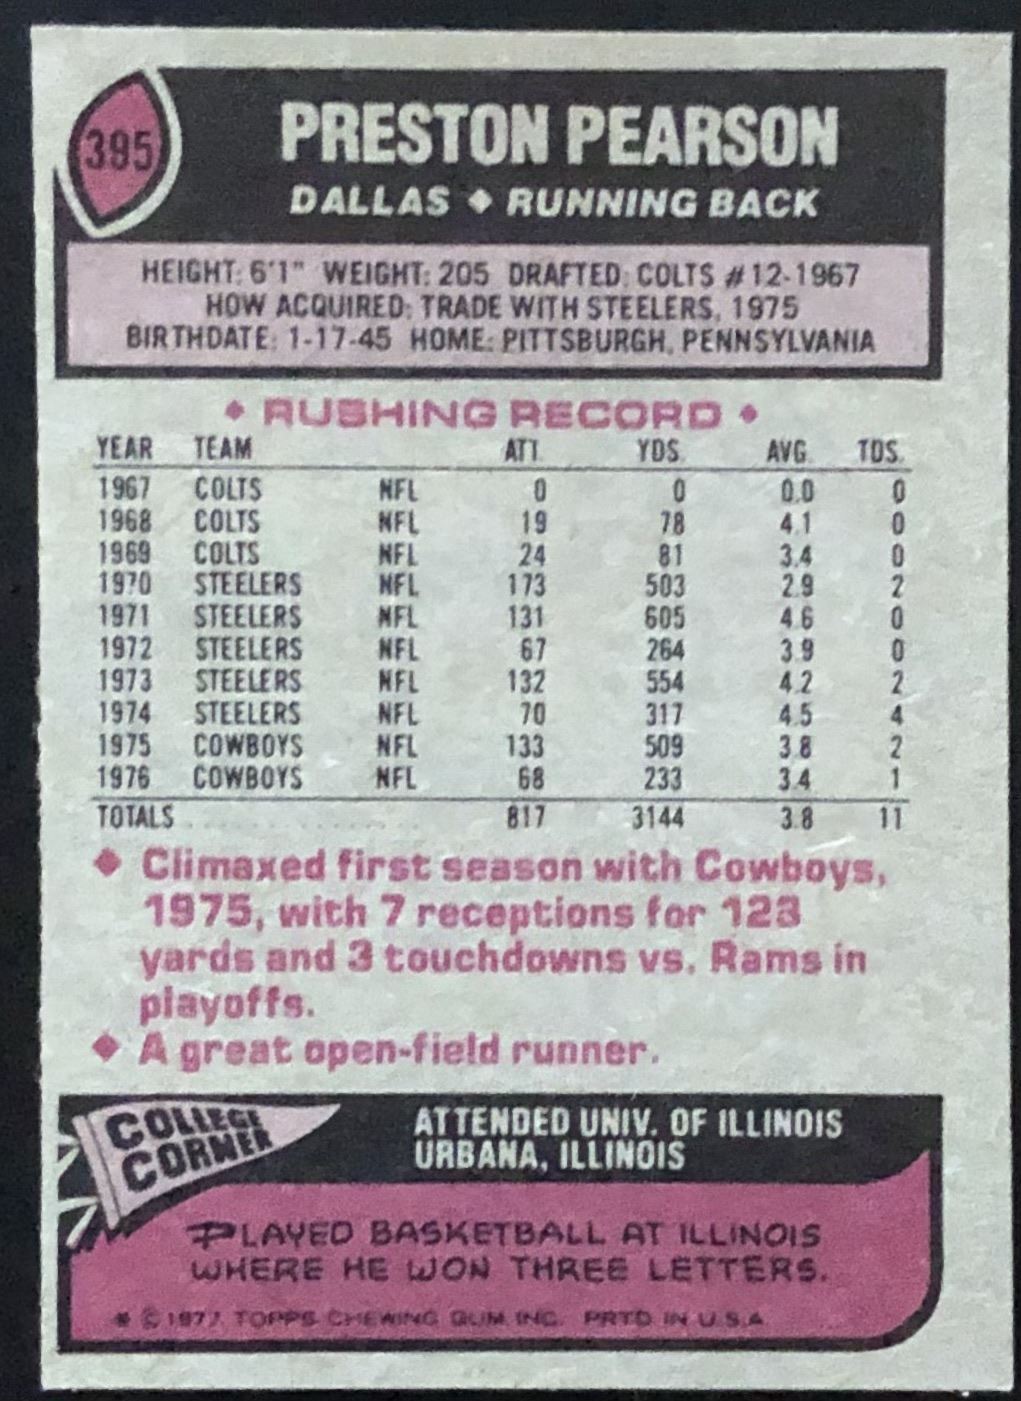 395
PRESTON PEARSON
DALLAS ◆ RUNNING BACK
HEIGHT: 6'1" WEIGHT: 205 DRAFTED: COLTS #12-1967
HOW ACQUIRED: TRADE WITH STEELERS, 1975
BIRTHDATE: 1-17-45 HOME: PITTSBURGH, PENNSYLVANIA
◆ RUSHING RECORD ◆
YEAR TEAM ATT. YDS. AVG. TDS.
1967 COLTS NFL 0 0 0.0 0
1968 COLTS NFL 19 78 4.1 0
1969 COLTS NFL 24 81 3.4 0
1970 STEELERS NFL 173 503 2.9 2
1971 STEELERS NFL 131 605 4.6 0
1972 STEELERS NFL 67 264 3.9 0
1973 STEELERS NFL 132 554 4.2 2
1974 STEELERS NFL 70 317 4.5 4
1975 COWBOYS NFL 133 509 3.8 2
1976 COWBOYS NFL 68 233 3.4 1
TOTALS 817 3144 3.8 11
◆ Climaxed first season with Cowboys,
1975, with 7 receptions for 123
yards and 3 touchdowns vs. Rams in
playoffs.
◆ A great open-field runner.
COLLEGE
CORNER
ATTENDED UNIV. OF ILLINOIS
URBANA, ILLINOIS
PLAYED BASKETBALL AT ILLINOIS
WHERE HE WON THREE LETTERS.
* © 1977 TOPPS CHEWING GUM, INC. PRTD. IN U.S.A.